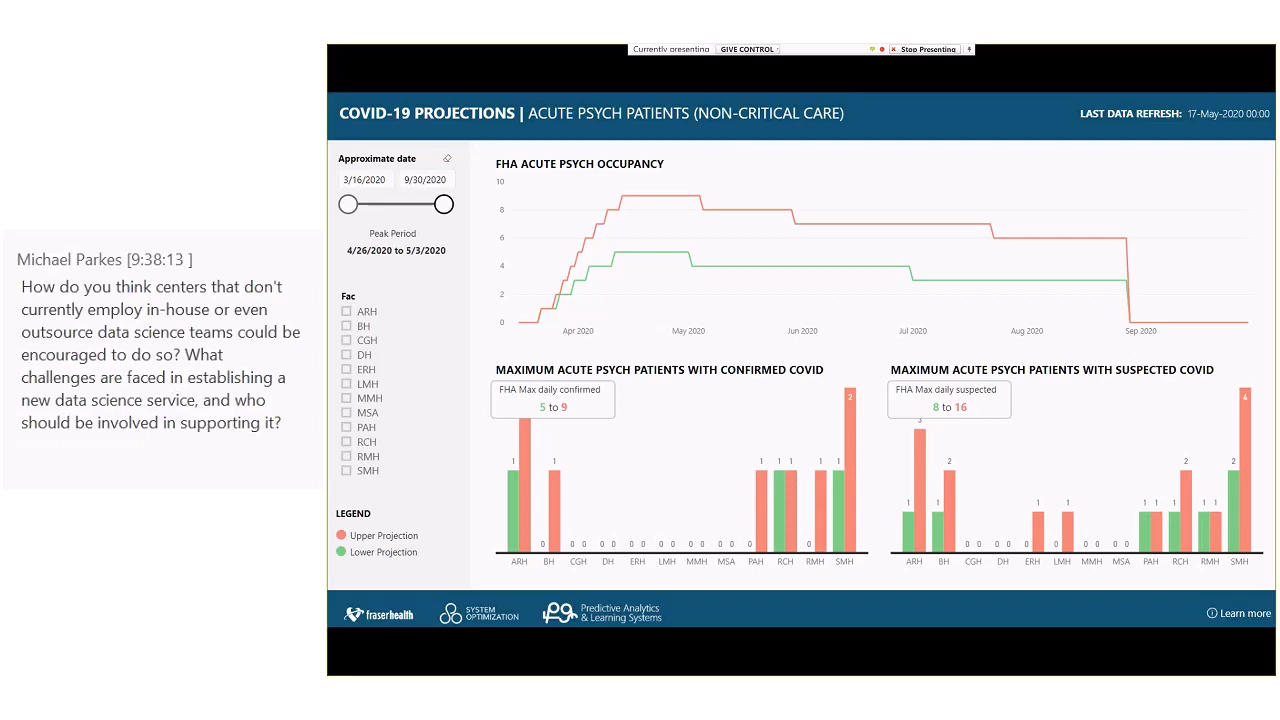 Currently presenting GIVE CONTROL Stop Presenting
COVID-19 PROJECTIONS | ACUTE PSYCH PATIENTS (NON-CRITICAL CARE) LAST DATA REFRESH: 17-May-2020 00:00
Michael Parkes [9:38:13 ]
How do you think centers that don't
currently employ in-house or even
outsource data science teams could be
encouraged to do so? What
challenges are faced in establishing a
new data science service, and who
should be involved in supporting it?
Approximate date
3/16/2020 9/30/2020
Peak Period
4/26/2020 to 5/3/2020
Fac
ARH
BH
CGH
DH
ERH
LMH
MMH
MSA
PAH
RCH
RMH
SMH
LEGEND
Upper Projection
Lower Projection
FHA ACUTE PSYCH OCCUPANCY
10
8
6
4
2
0
Apr 2020 May 2020 Jun 2020 Jul 2020 Aug 2020 Sep 2020
MAXIMUM ACUTE PSYCH PATIENTS WITH CONFIRMED COVID
FHA Max daily confirmed
5 to 9
2
1 1 1 1 1 1 1
0 0 0 0 0 0 0 0 0 0 0 0 0 0 0 0 0
ARH BH CGH DH ERH LMH MMH MSA PAH RCH RMH SMH
MAXIMUM ACUTE PSYCH PATIENTS WITH SUSPECTED COVID
FHA Max daily suspected
8 to 16
4
3
2 2 2
1 1 1 1 1 1 1 1 1
0 0 0 0 0 0 0 0 0 0
ARH BH CGH DH ERH LMH MMH MSA PAH RCH RMH SMH
fraserhealth
SYSTEM
OPTIMIZATION
Predictive Analytics
& Learning Systems
Learn more